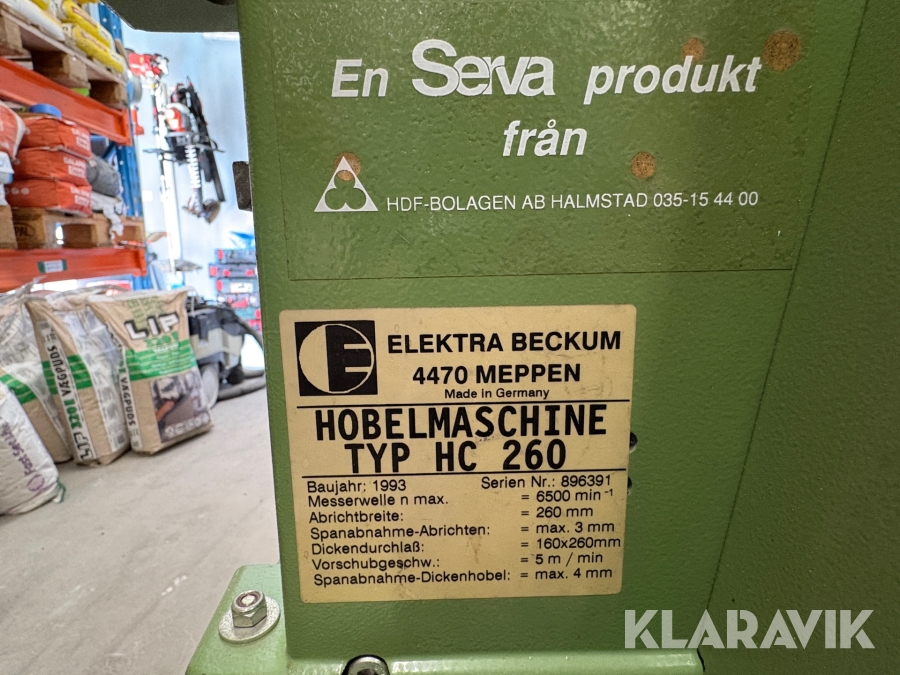 En Serva produkt
från
HDF-BOLAGEN AB HALMSTAD 035-15 44 00
ELEKTRA BECKUM
4470 MEPPEN
Made in Germany
HOBELMASCHINE
TYP HC 260
Baujahr: 1993 Serien Nr.: 896391
Messerwelle n max. = 6500 min⁻¹
Abrichtbreite: = 260 mm
Spanabnahme-Abrichten: = max. 3 mm
Dickendurchlaß: = 160x260mm
Vorschubgeschw.: = 5 m / min
Spanabnahme-Dickenhobel: = max. 4 mm
LIP
VÆGPUDS
KLARAVIK